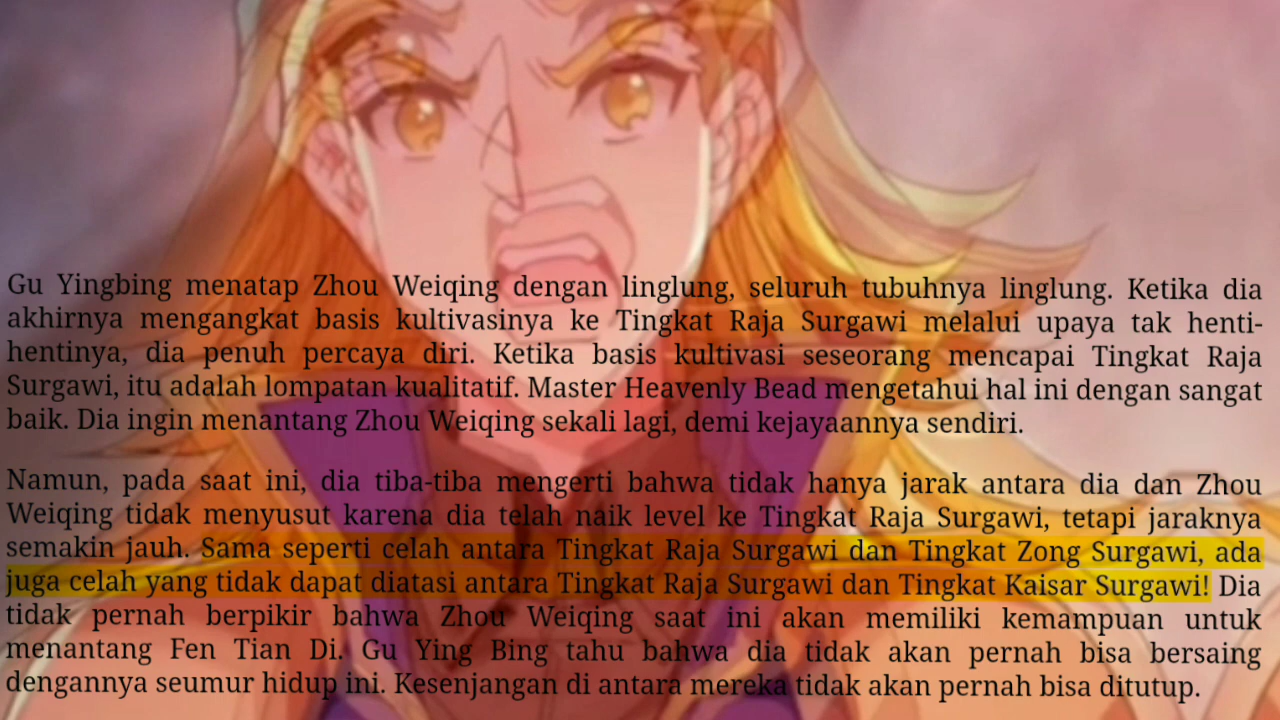 Gu Yingbing menatap Zhou Weiqing dengan linglung, seluruh tubuhnya linglung. Ketika dia
akhirnya mengangkat basis kultivasinya ke Tingkat Raja Surgawi melalui upaya tak henti-
hentinya, dia penuh percaya diri. Ketika basis kultivasi seseorang mencapai Tingkat Raja
Surgawi, itu adalah lompatan kualitatif. Master Heavenly Bead mengetahui hal ini dengan sangat
baik. Dia ingin menantang Zhou Weiqing sekali lagi, demi kejayaannya sendiri.
Namun, pada saat ini, dia tiba-tiba mengerti bahwa tidak hanya jarak antara dia dan Zhou
Weiqing tidak menyusut karena dia telah naik level ke Tingkat Raja Surgawi, tetapi jaraknya
semakin jauh. Sama seperti celah antara Tingkat Raja Surgawi dan Tingkat Zong Surgawi, ada
juga celah yang tidak dapat diatasi antara Tingkat Raja Surgawi dan Tingkat Kaisar Surgawi! Dia
tidak pernah berpikir bahwa Zhou Weiqing saat ini akan memiliki kemampuan untuk
menantang Fen Tian Di. Gu Ying Bing tahu bahwa dia tidak akan pernah bisa bersaing
dengannya seumur hidup ini. Kesenjangan di antara mereka tidak akan pernah bisa ditutup.